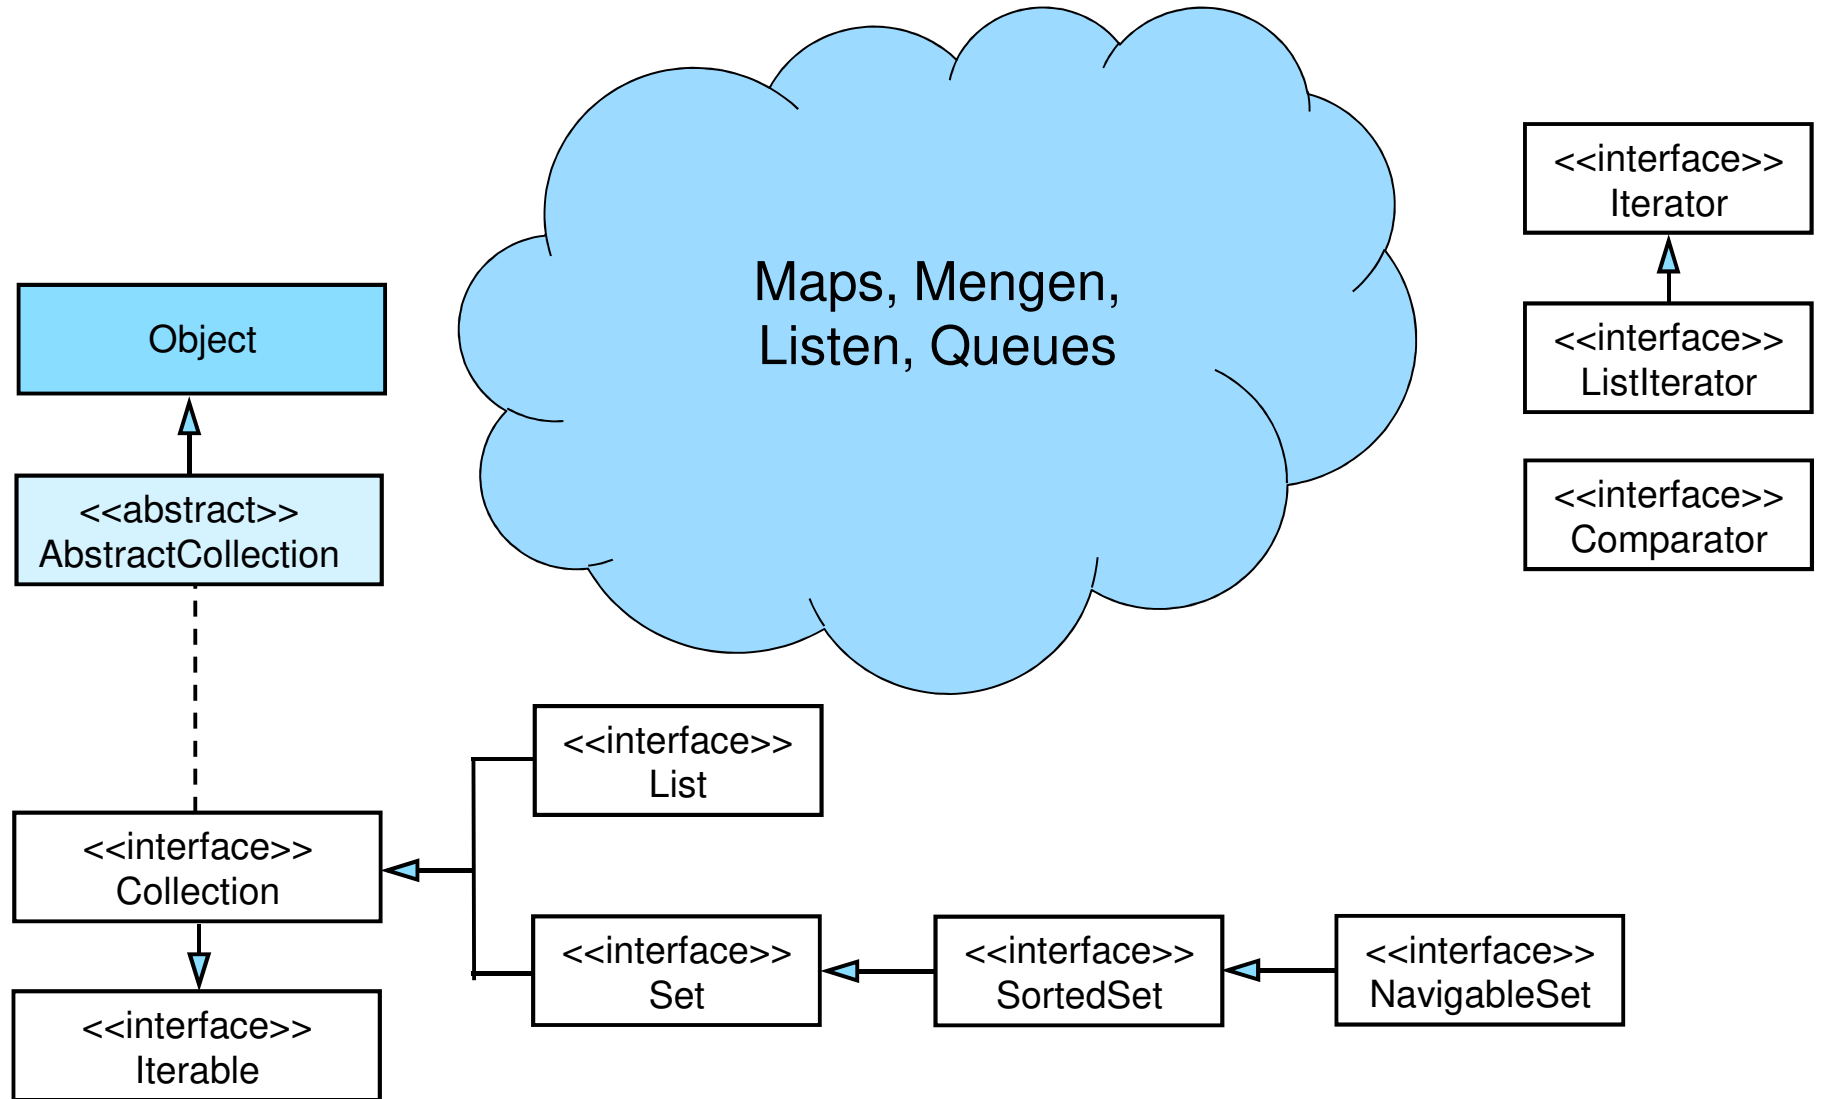 Maps, Mengen,
Listen, Queues
<<interface>>
Iterator
<<interface>>
ListIterator
<<interface>>
Comparator
Object
<<abstract>>
AbstractCollection
<<interface>>
Collection
<<interface>>
Iterable
<<interface>>
List
<<interface>>
Set
<<interface>>
SortedSet
<<interface>>
NavigableSet